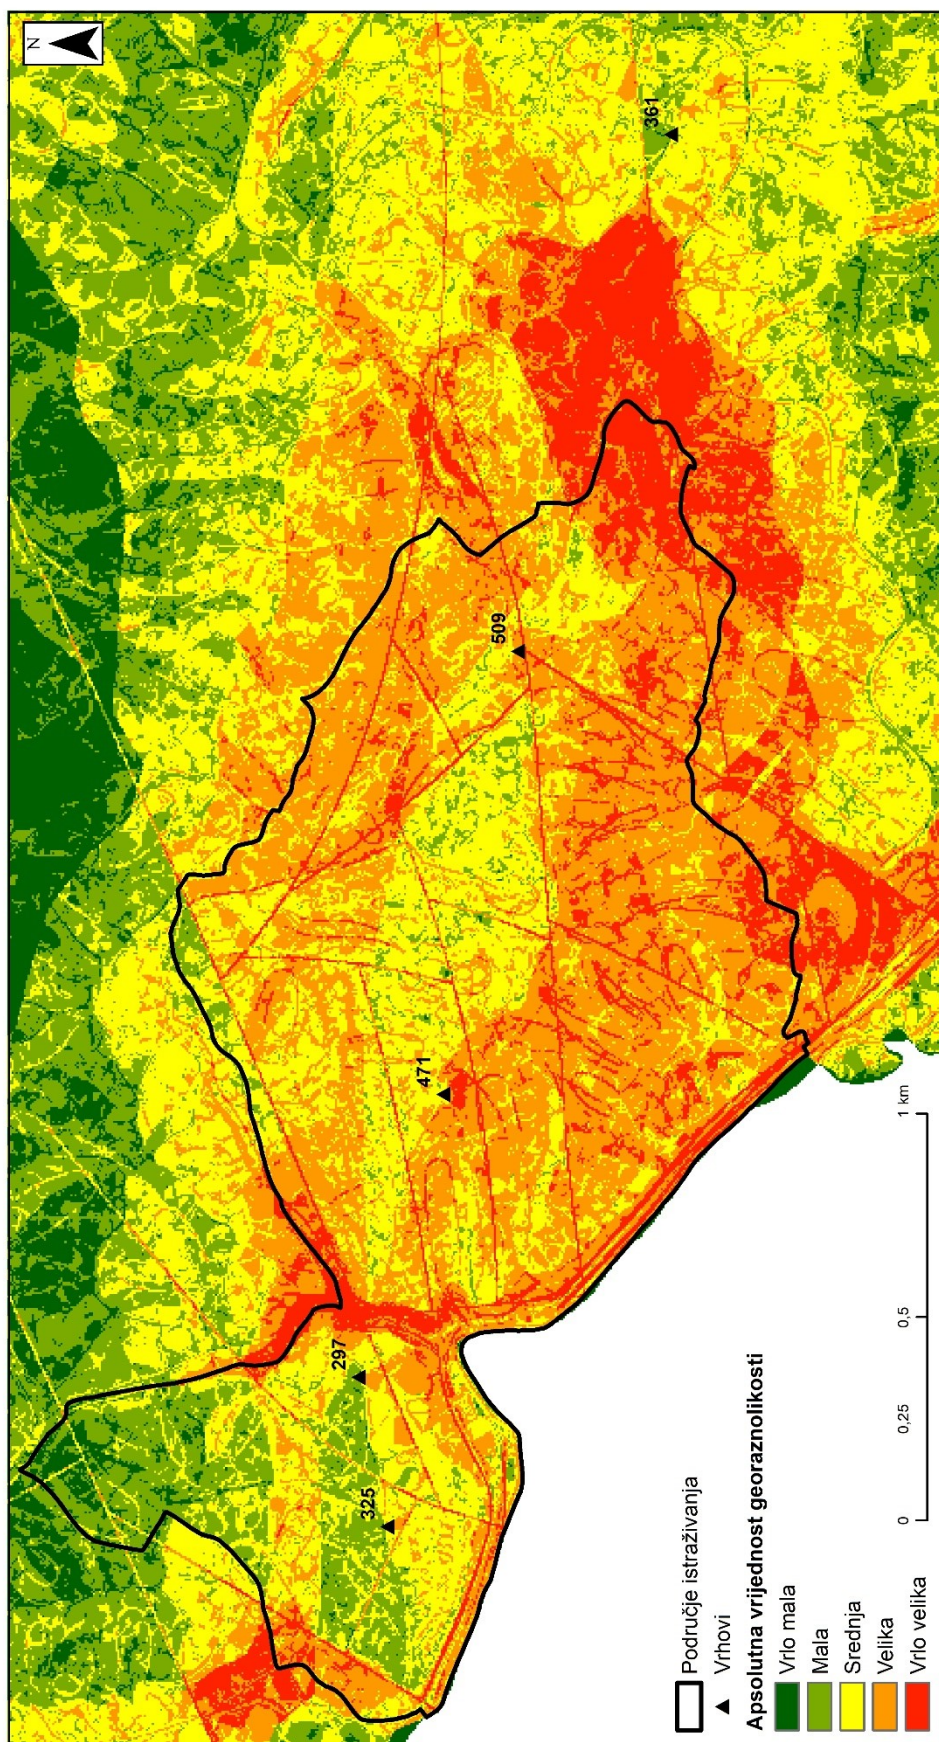 N
361
509
471
297
325
Područje istraživanja
Vrhovi
Apsolutna vrijednost georaznolikosti
Vrlo mala
Mala
Srednja
Velika
Vrlo velika
0 0,25 0,5 1 km